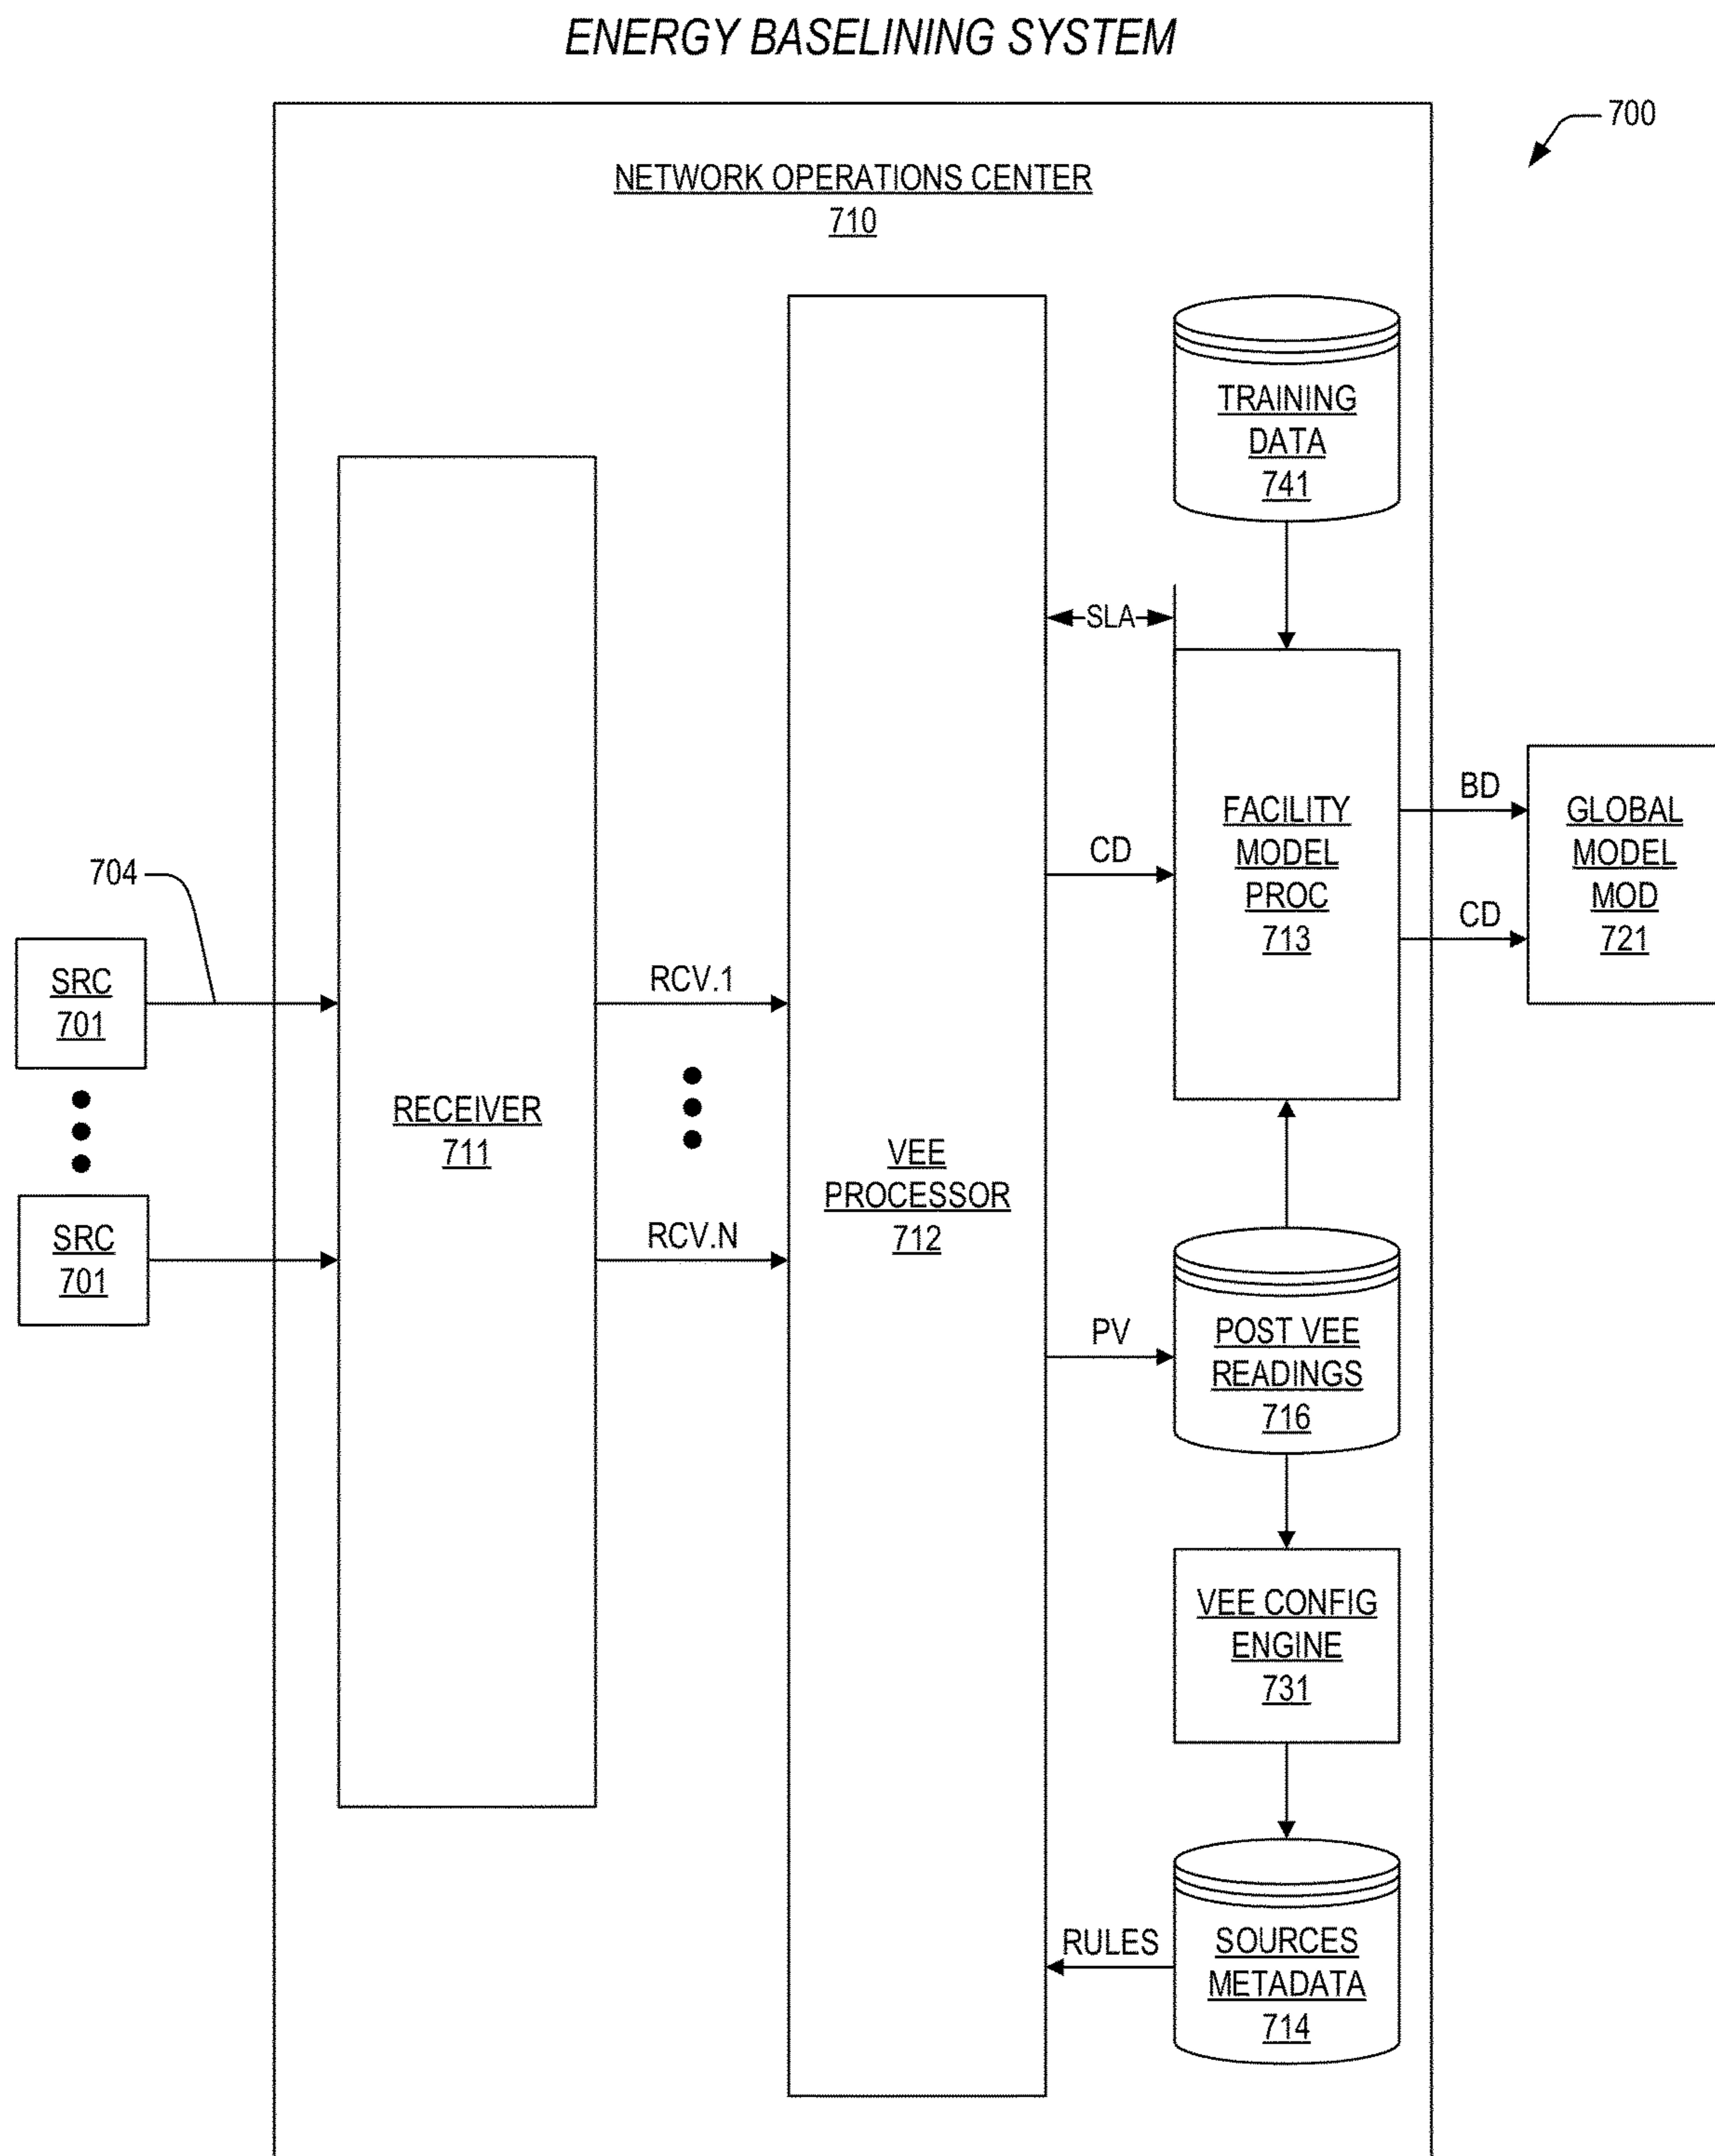 ENERGY BASELINING SYSTEM
700
NETWORK OPERATIONS CENTER
710
TRAINING
DATA
741
SLA
FACILITY
MODEL
PROC
713
BD
CD
GLOBAL
MODEL
MOD
721
CD
704
SRC
701
SRC
701
RECEIVER
711
RCV.1
RCV.N
VEE
PROCESSOR
712
PV
POST VEE
READINGS
716
VEE CONFIG
ENGINE
731
RULES
SOURCES
METADATA
714